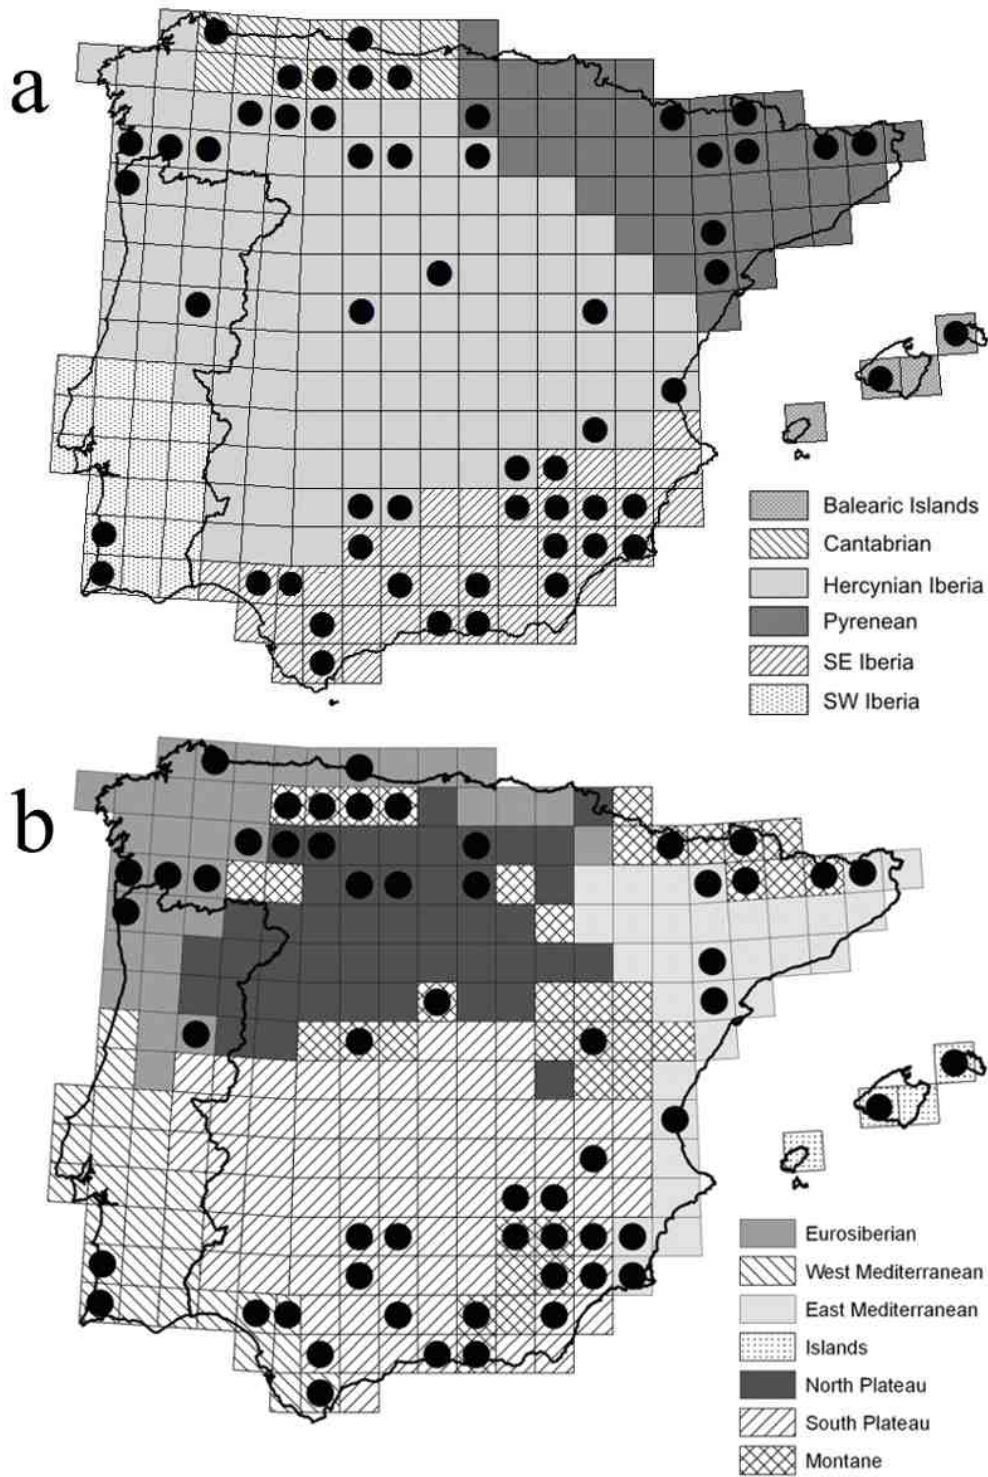 a
Balearic Islands
Cantabrian
Hercynian Iberia
Pyrenean
SE Iberia
SW Iberia
b
Eurosiberian
West Mediterranean
East Mediterranean
Islands
North Plateau
South Plateau
Montane